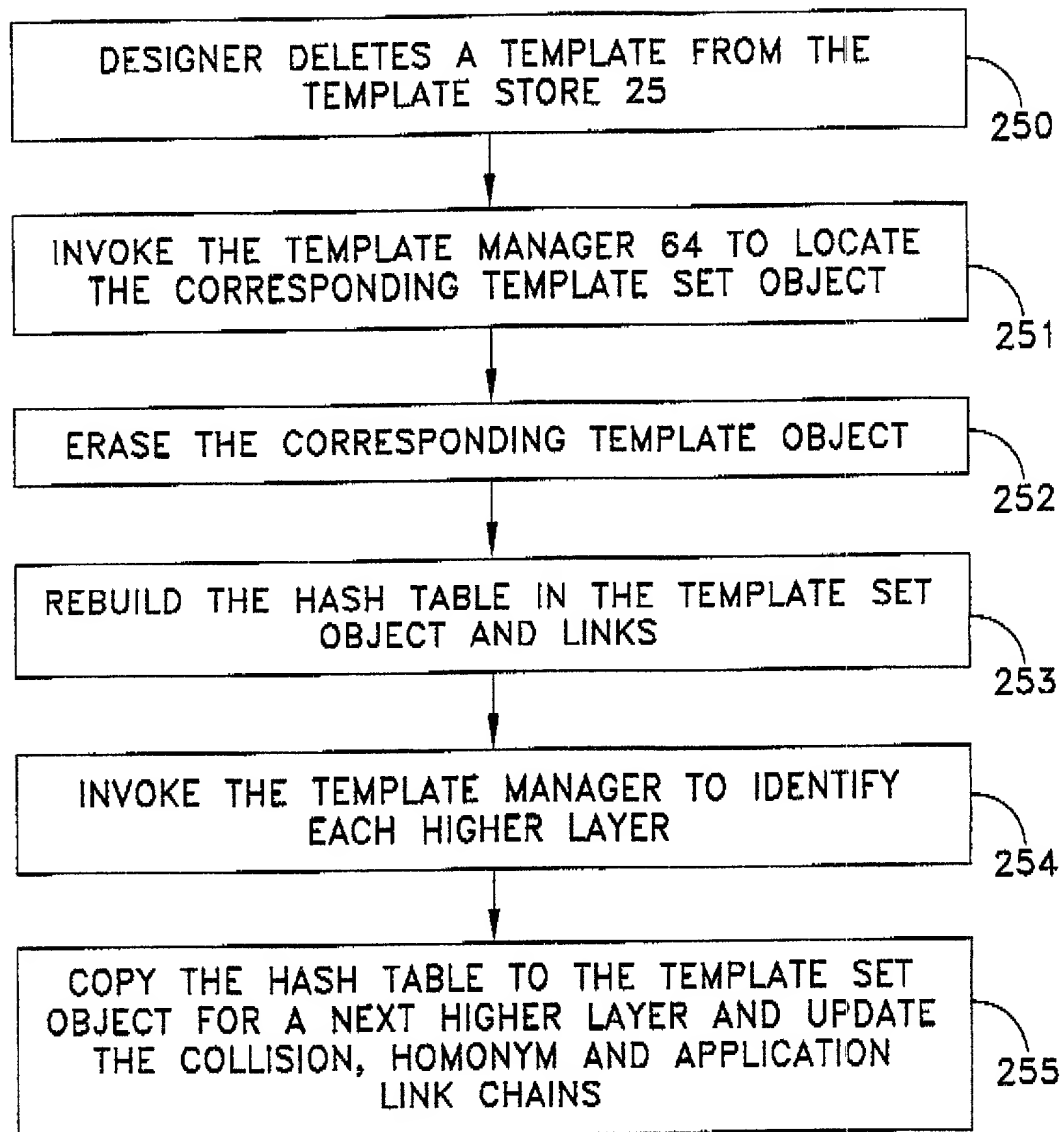 DESIGNER DELETES A TEMPLATE FROM THE
TEMPLATE STORE 25
250
INVOKE THE TEMPLATE MANAGER 64 TO LOCATE
THE CORRESPONDING TEMPLATE SET OBJECT
251
ERASE THE CORRESPONDING TEMPLATE OBJECT
252
REBUILD THE HASH TABLE IN THE TEMPLATE SET
OBJECT AND LINKS
253
INVOKE THE TEMPLATE MANAGER TO IDENTIFY
EACH HIGHER LAYER
254
COPY THE HASH TABLE TO THE TEMPLATE SET
OBJECT FOR A NEXT HIGHER LAYER AND UPDATE
THE COLLISION, HOMONYM AND APPLICATION
LINK CHAINS
255